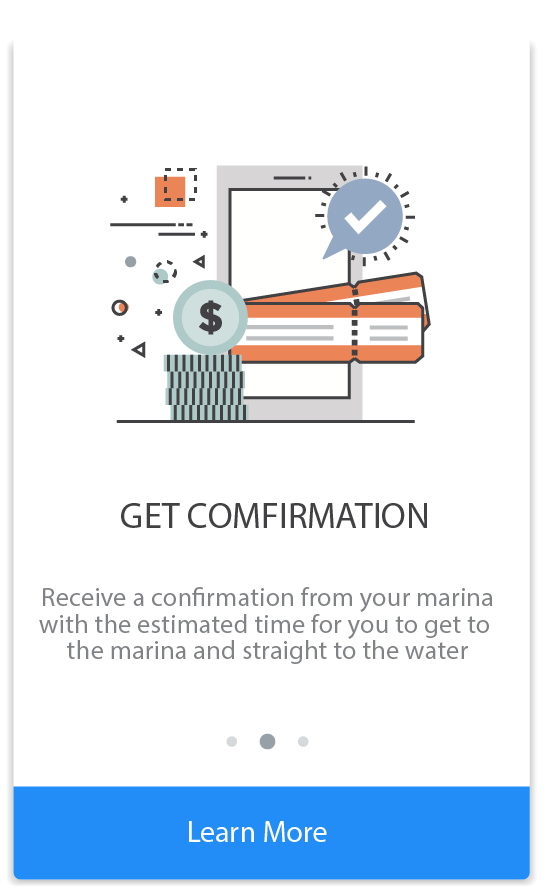 $
GET COMFIRMATION
Receive a confirmation from your marina
with the estimated time for you to get to
the marina and straight to the water
Learn More